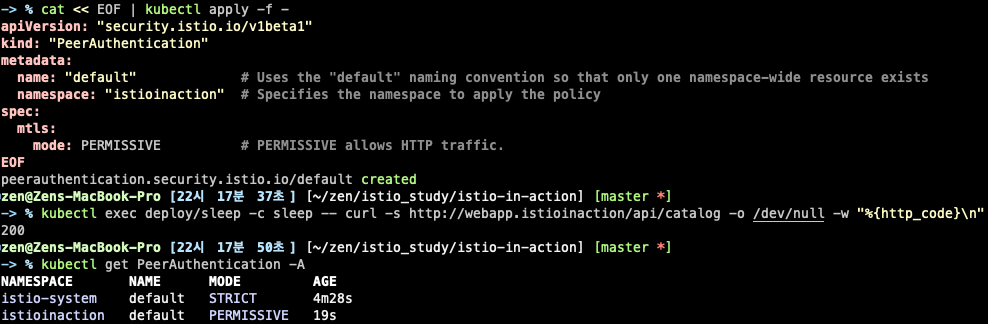 -> % cat << EOF | kubectl apply -f -
apiVersion: "security.istio.io/v1beta1"
kind: "PeerAuthentication"
metadata:
  name: "default"             # Uses the "default" naming convention so that only one namespace-wide resource exists
  namespace: "istioinaction"  # Specifies the namespace to apply the policy
spec:
  mtls:
    mode: PERMISSIVE          # PERMISSIVE allows HTTP traffic.
EOF
peerauthentication.security.istio.io/default created
zen@Zens-MacBook-Pro [22시 17분 37초] [~/zen/istio_study/istio-in-action] [master *]
-> % kubectl exec deploy/sleep -c sleep -- curl -s http://webapp.istioinaction/api/catalog -o /dev/null -w "%{http_code}\n"
200
zen@Zens-MacBook-Pro [22시 17분 50초] [~/zen/istio_study/istio-in-action] [master *]
-> % kubectl get PeerAuthentication -A
NAMESPACE       NAME      MODE         AGE
istio-system    default   STRICT       4m28s
istioinaction   default   PERMISSIVE   19s